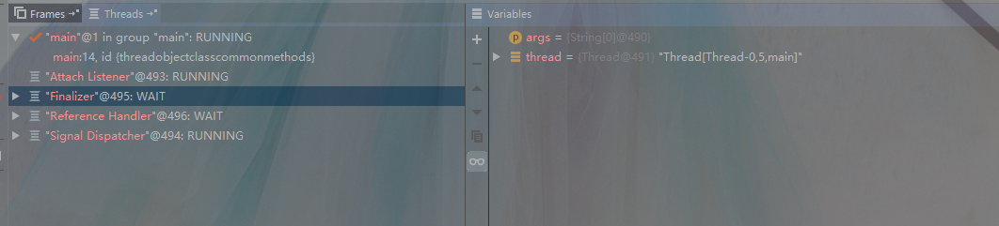 Frames Threads
"main"@1 in group "main": RUNNING
main:14, id {threadobjectclasscommonmethods}
"Attach Listener"@493: RUNNING
"Finalizer"@495: WAIT
"Reference Handler"@496: WAIT
"Signal Dispatcher"@494: RUNNING
Variables
p args = {String[0]@490}
thread = {Thread@491} "Thread[Thread-0,5,main]"